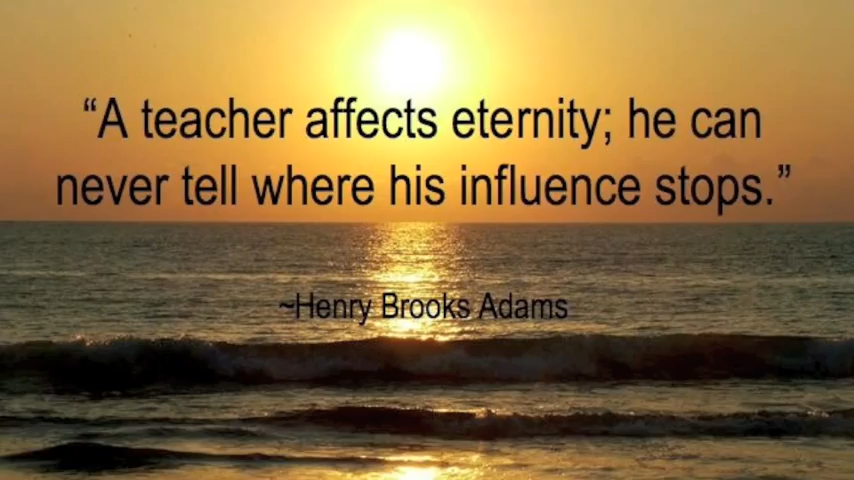 “A teacher affects eternity; he can
never tell where his influence stops.”
~Henry Brooks Adams